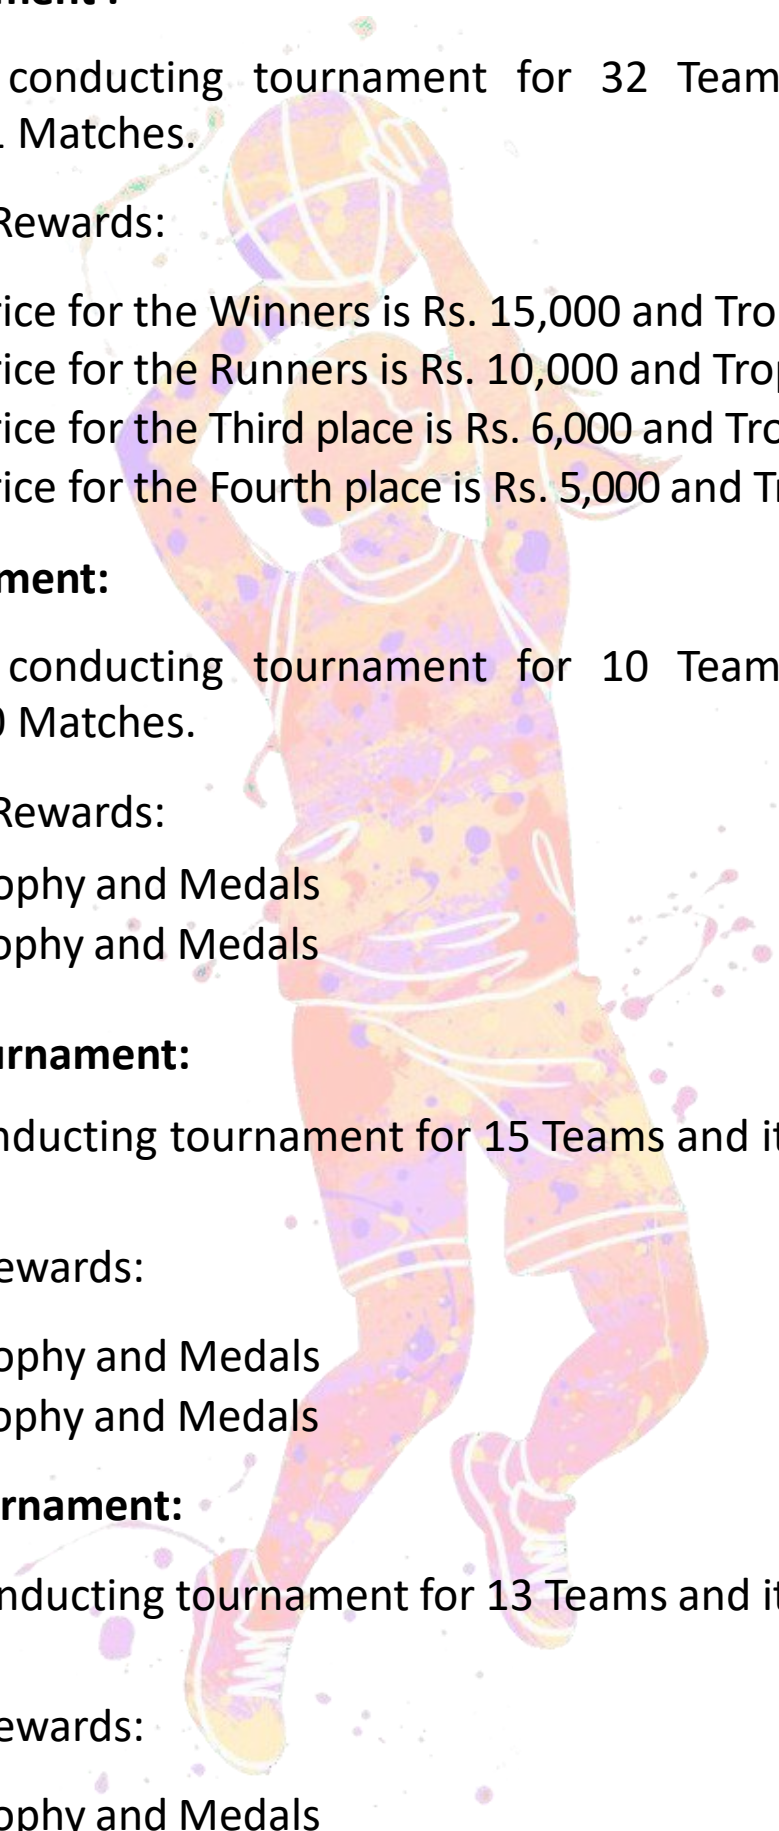 ment :
conducting tournament for 32 Team
Matches.
Rewards:
rice for the Winners is Rs. 15,000 and Tro
rice for the Runners is Rs. 10,000 and Trop
rice for the Third place is Rs. 6,000 and Tro
rice for the Fourth place is Rs. 5,000 and Tr
ment:
conducting tournament for 10 Team
0 Matches.
Rewards:
ophy and Medals
ophy and Medals
urnament:
nducting tournament for 15 Teams and it
ewards:
ophy and Medals
ophy and Medals
rnament:
nducting tournament for 13 Teams and it
ewards:
ophy and Medals